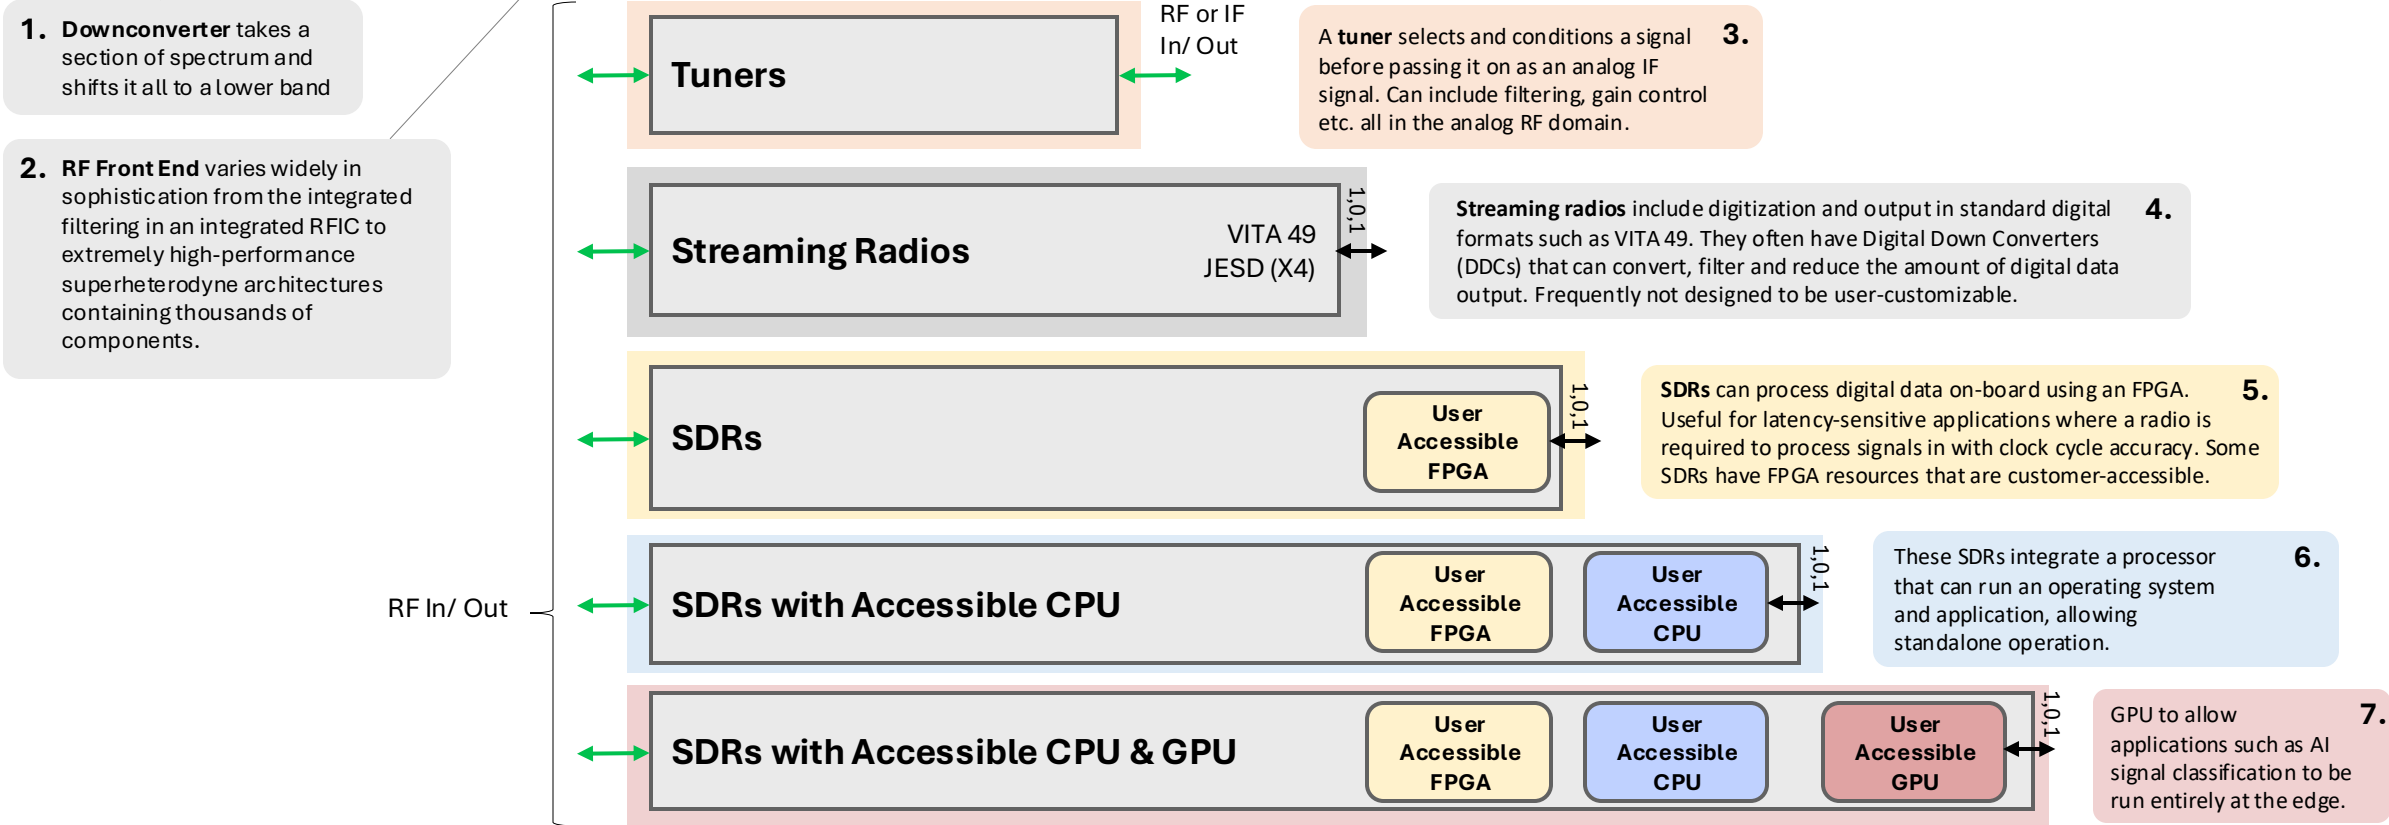 1. Downconverter takes a
section of spectrum and
shifts it all to a lower band
2. RF Front End varies widely in
sophistication from the integrated
filtering in an integrated RFIC to
extremely high-performance
superheterodyne architectures
containing thousands of
components.
RF In/ Out
Tuners
RF or IF
In/ Out
A tuner selects and conditions a signal 3.
before passing it on as an analog IF
signal. Can include filtering, gain control
etc. all in the analog RF domain.
Streaming Radios
VITA 49
JESD (X4)
1,0,1
Streaming radios include digitization and output in standard digital 4.
formats such as VITA 49. They often have Digital Down Converters
(DDCs) that can convert, filter and reduce the amount of digital data
output. Frequently not designed to be user-customizable.
SDRs
User
Accessible
FPGA
1,0,1
SDRs can process digital data on-board using an FPGA. 5.
Useful for latency-sensitive applications where a radio is
required to process signals in with clock cycle accuracy. Some
SDRs have FPGA resources that are customer-accessible.
SDRs with Accessible CPU
User
Accessible
FPGA
User
Accessible
CPU
1,0,1
These SDRs integrate a processor 6.
that can run an operating system
and application, allowing
standalone operation.
SDRs with Accessible CPU & GPU
User
Accessible
FPGA
User
Accessible
CPU
User
Accessible
GPU
1,0,1
GPU to allow 7.
applications such as AI
signal classification to be
run entirely at the edge.